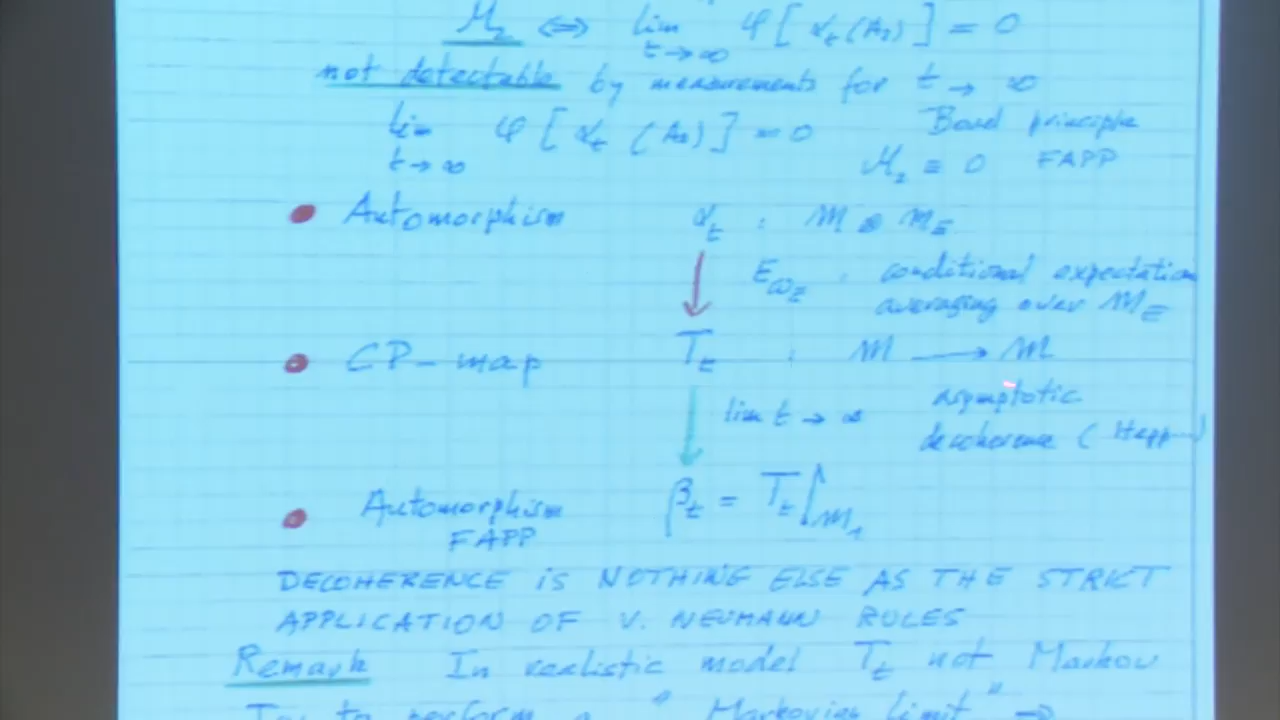 M₂ ⇔ lim t→∞ φ[α_t(A₂)] = 0
not detectable by measurements for t → ∞
lim t→∞ φ[α_t(A₂)] = 0
M₂ ≡ 0 FAPP
• Automorphism α_t : M ⊗ M_E
E_ω_E : conditional expectation
averaging over M_E
• CP-map T_t : M → M
lim t → ∞ asymptotic
decoherence (
• Automorphism β_t = T_t ⌈M₁
FAPP
DECOHERENCE IS NOTHING ELSE AS THE STRICT
APPLICATION OF V. NEUMANN RULES
Remark In realistic model T_t not Markov
to perform a "Markovian limit" →